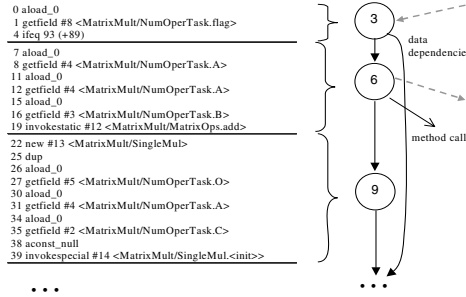 0 aload_0
1 getfield #8 <MatrixMult/NumOperTask.flag>
4 ifeq 93 (+89)
7 aload_0
8 getfield #4 <MatrixMult/NumOperTask.A>
11 aload_0
12 getfield #4 <MatrixMult/NumOperTask.A>
15 aload_0
16 getfield #3 <MatrixMult/NumOperTask.B>
19 invokestatic #12 <MatrixMult/MatrixOps.add>
22 new #13 <MatrixMult/SingleMul>
25 dup
26 aload_0
27 getfield #5 <MatrixMult/NumOperTask.O>
30 aload_0
31 getfield #4 <MatrixMult/NumOperTask.A>
34 aload_0
35 getfield #2 <MatrixMult/NumOperTask.C>
38 aconst_null
39 invokespecial #14 <MatrixMult/SingleMul.<init>>
3
data
dependencie
6
method call
9